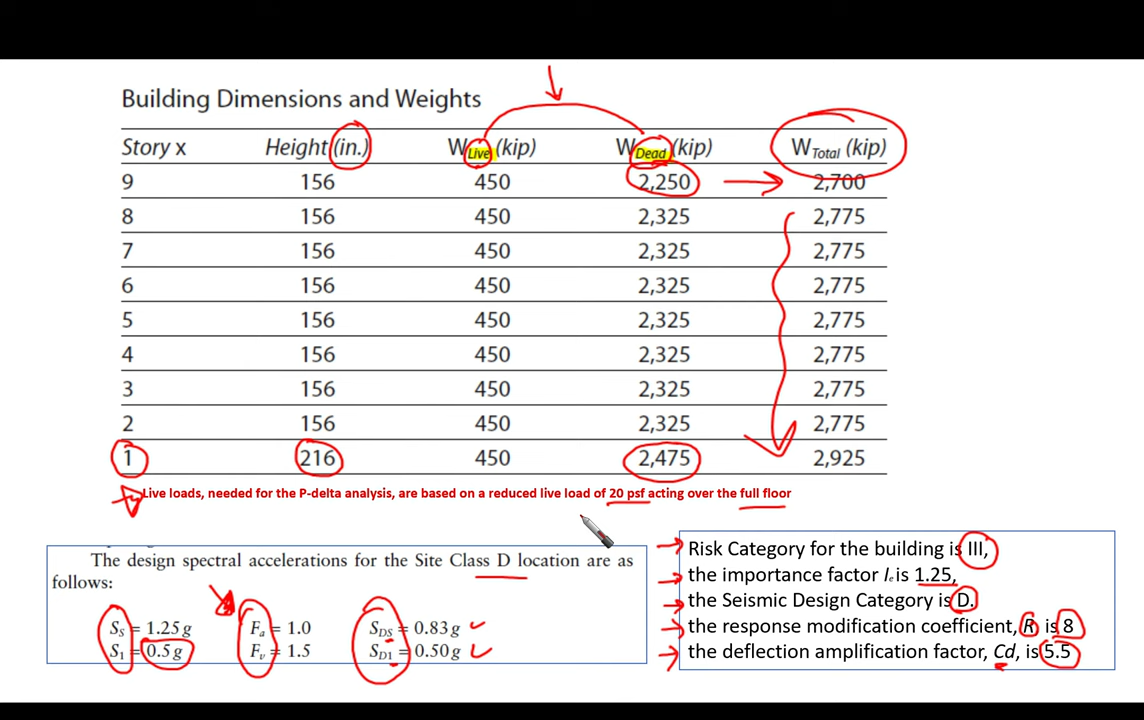 Building Dimensions and Weights
Story x Height (in.) WLive (kip) WDead (kip) WTotal (kip)
9 156 450 2,250 2,700
8 156 450 2,325 2,775
7 156 450 2,325 2,775
6 156 450 2,325 2,775
5 156 450 2,325 2,775
4 156 450 2,325 2,775
3 156 450 2,325 2,775
2 156 450 2,325 2,775
1 216 450 2,475 2,925
Live loads, needed for the P-delta analysis, are based on a reduced live load of 20 psf acting over the full floor
The design spectral accelerations for the Site Class D location are as
follows:
SS = 1.25 g Fa = 1.0 SDS = 0.83 g
S1 = 0.5 g Fv = 1.5 SD1 = 0.50 g
Risk Category for the building is III,
the importance factor Ie is 1.25,
the Seismic Design Category is D.
the response modification coefficient, R is 8
the deflection amplification factor, Cd, is 5.5